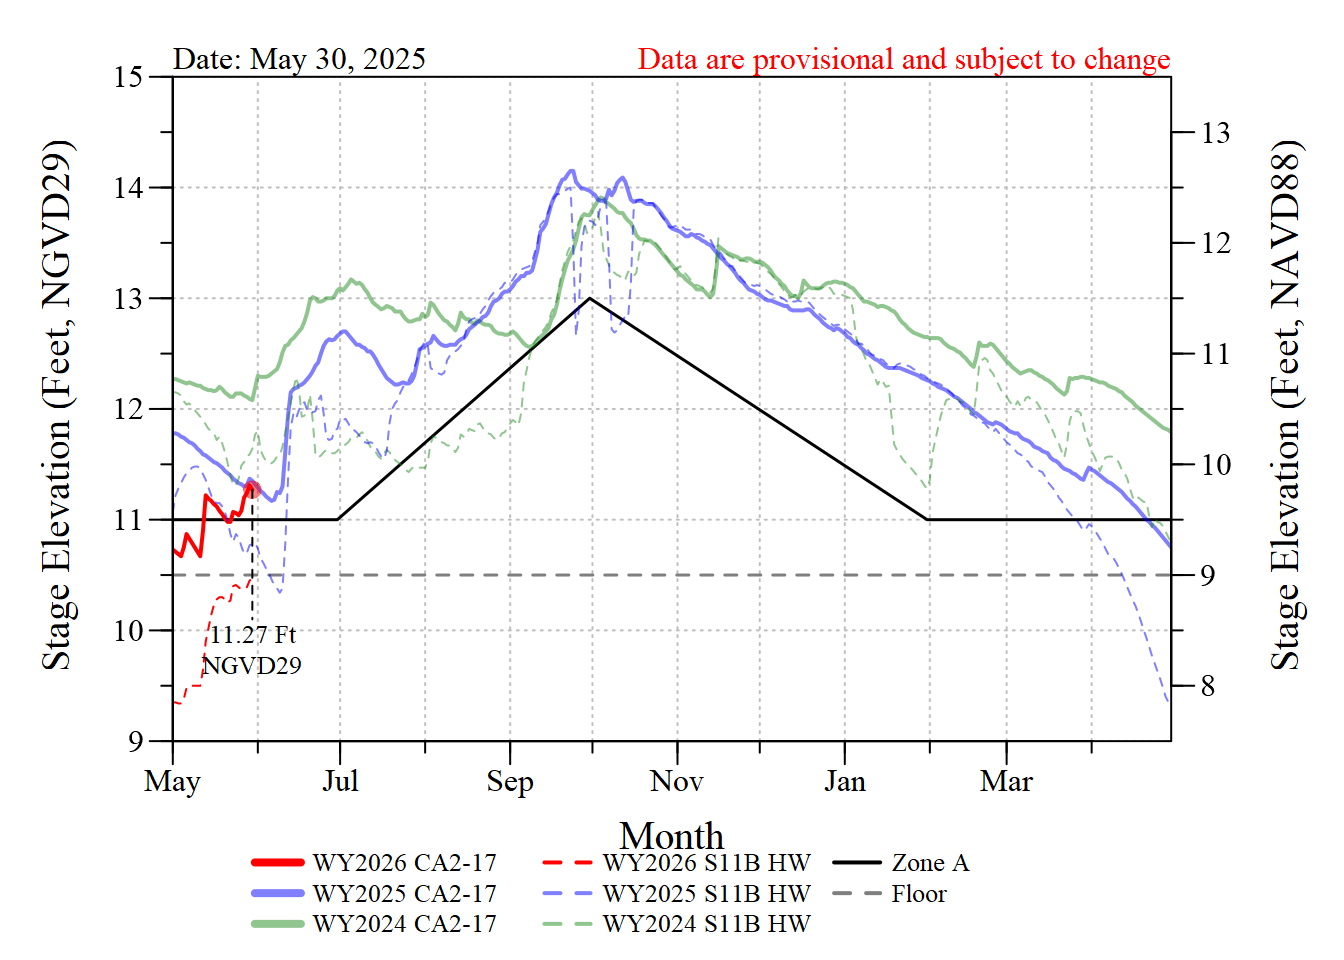 Date: May 30, 2025
Data are provisional and subject to change
Stage Elevation (Feet, NGVD29)
15
14
13
12
11
10
9
11.27 Ft
NGVD29
13
12
11
10
9
8
Stage Elevation (Feet, NAVD88)
May Jul Sep Nov Jan Mar
Month
WY2026 CA2-17 WY2026 S11B HW Zone A
WY2025 CA2-17 WY2025 S11B HW Floor
WY2024 CA2-17 WY2024 S11B HW